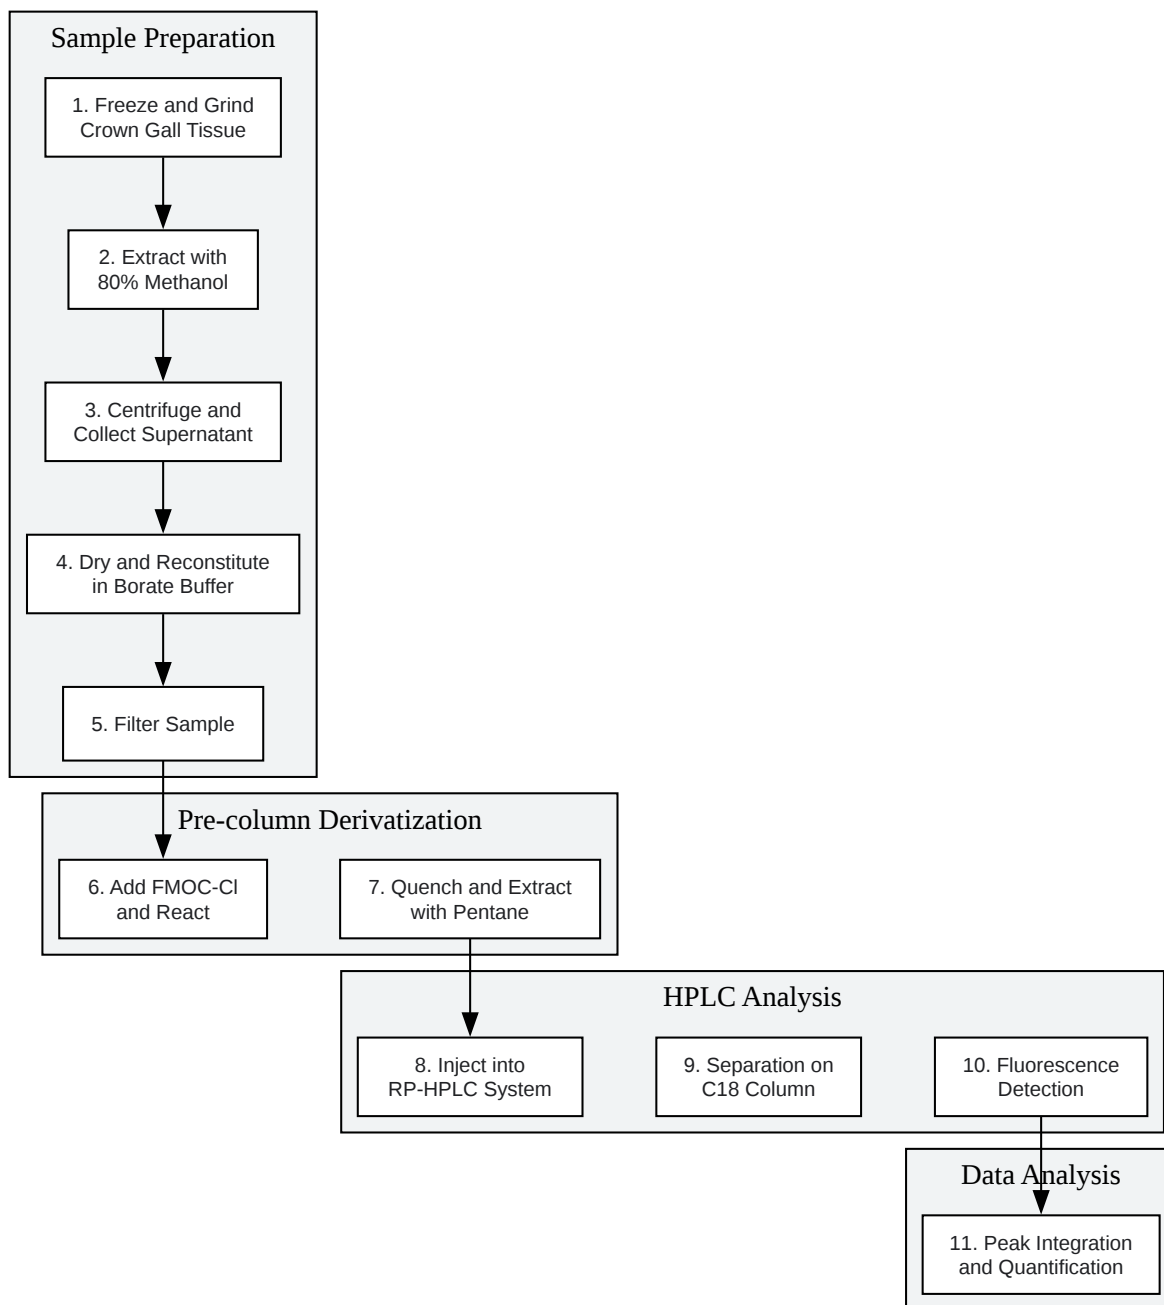 Sample Preparation
1. Freeze and Grind
Crown Gall Tissue
2. Extract with
80% Methanol
3. Centrifuge and
Collect Supernatant
4. Dry and Reconstitute
in Borate Buffer
5. Filter Sample
Pre-column Derivatization
6. Add FMOC-Cl
and React
7. Quench and Extract
with Pentane
HPLC Analysis
8. Inject into
RP-HPLC System
9. Separation on
C18 Column
10. Fluorescence
Detection
Data Analysis
11. Peak Integration
and Quantification